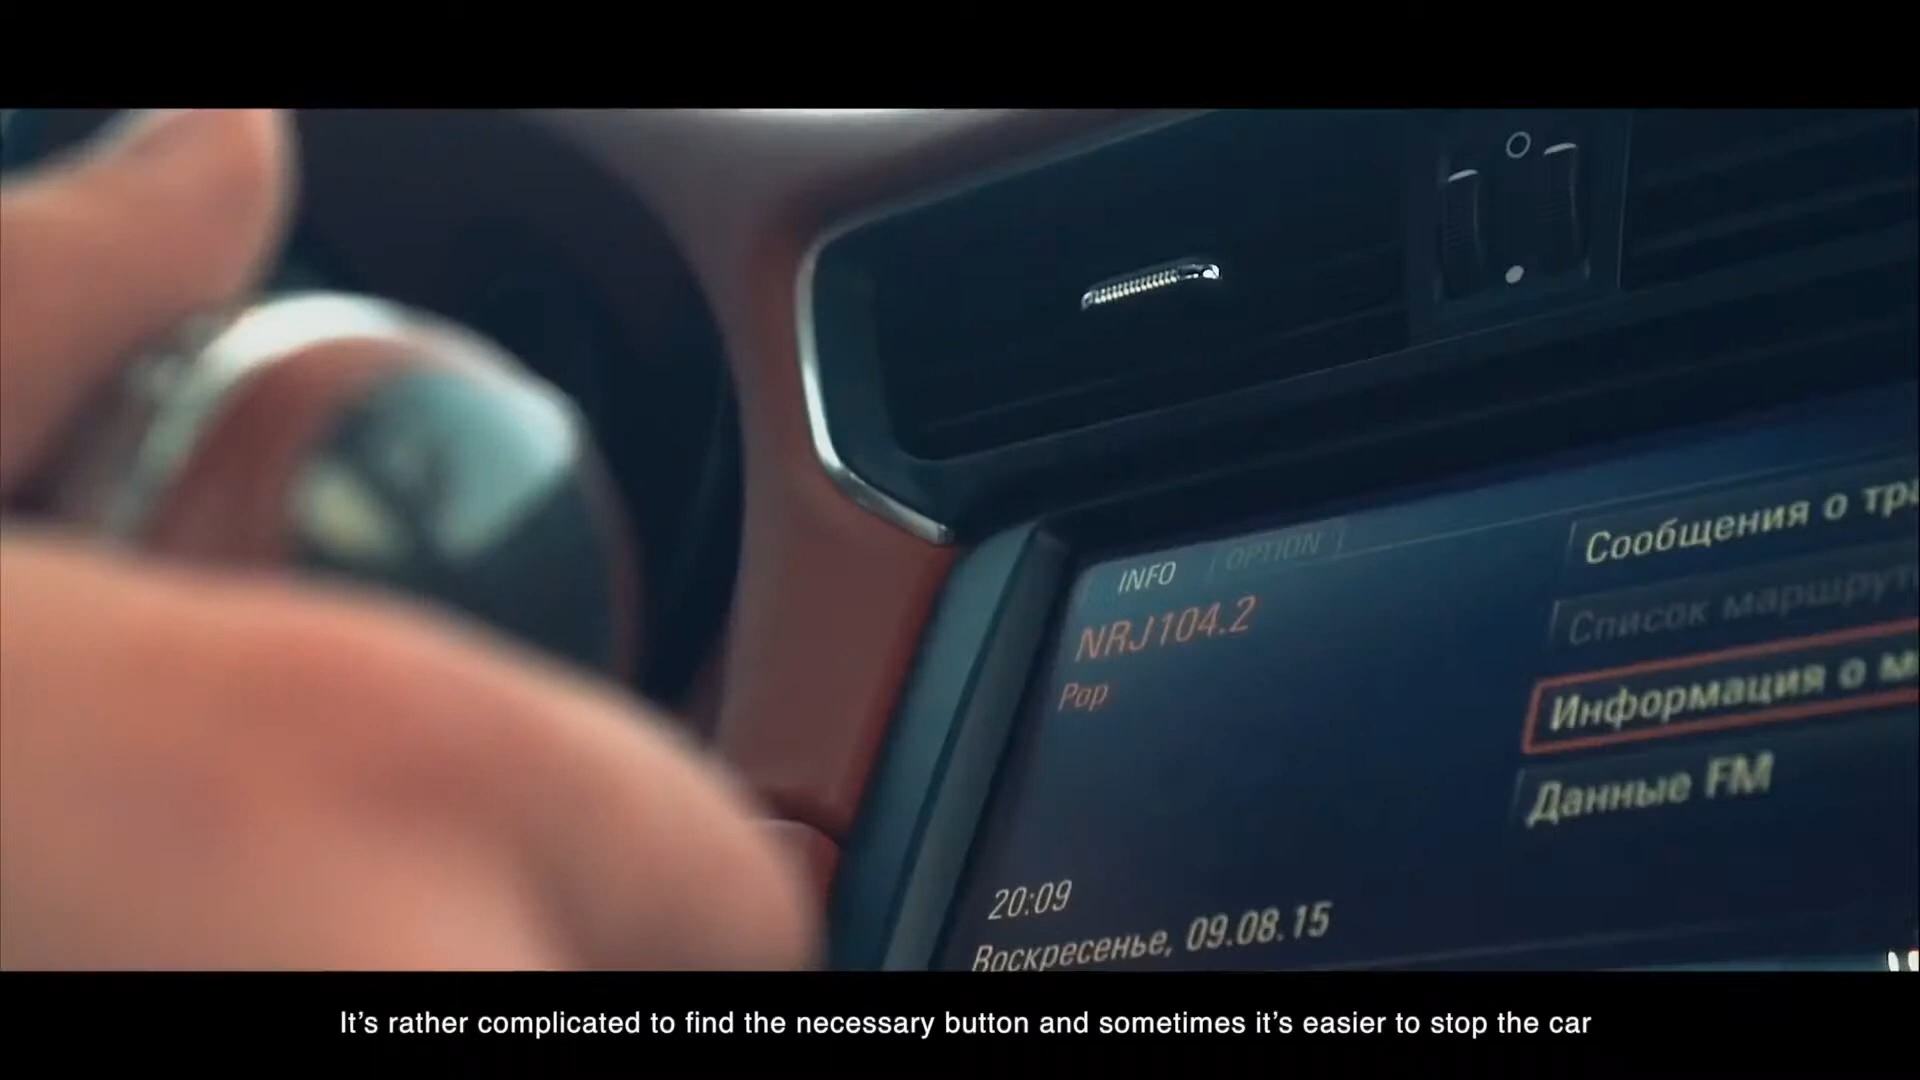 INFO OPTION
NRJ104.2
Pop
Сообщения о
Список
Информация о
Данные FM
20:09
Воскресенье, 09.08.15
It's rather complicated to find the necessary button and sometimes it's easier to stop the car